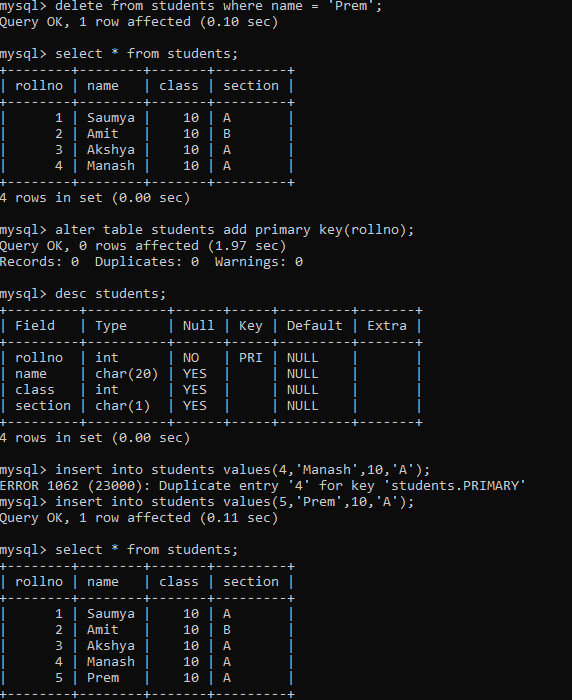 mysql> delete from students where name = 'Prem';
Query OK, 1 row affected (0.10 sec)

mysql> select * from students;
+--------+--------+-------+---------+
| rollno | name   | class | section |
+--------+--------+-------+---------+
|      1 | Saumya |    10 | A       |
|      2 | Amit   |    10 | B       |
|      3 | Akshya |    10 | A       |
|      4 | Manash |    10 | A       |
+--------+--------+-------+---------+
4 rows in set (0.00 sec)

mysql> alter table students add primary key(rollno);
Query OK, 0 rows affected (1.97 sec)
Records: 0  Duplicates: 0  Warnings: 0

mysql> desc students;
+---------+----------+------+-----+---------+-------+
| Field   | Type     | Null | Key | Default | Extra |
+---------+----------+------+-----+---------+-------+
| rollno  | int      | NO   | PRI | NULL    |       |
| name    | char(20) | YES  |     | NULL    |       |
| class   | int      | YES  |     | NULL    |       |
| section | char(1)  | YES  |     | NULL    |       |
+---------+----------+------+-----+---------+-------+
4 rows in set (0.00 sec)

mysql> insert into students values(4,'Manash',10,'A');
ERROR 1062 (23000): Duplicate entry '4' for key 'students.PRIMARY'
mysql> insert into students values(5,'Prem',10,'A');
Query OK, 1 row affected (0.11 sec)

mysql> select * from students;
+--------+--------+-------+---------+
| rollno | name   | class | section |
+--------+--------+-------+---------+
|      1 | Saumya |    10 | A       |
|      2 | Amit   |    10 | B       |
|      3 | Akshya |    10 | A       |
|      4 | Manash |    10 | A       |
|      5 | Prem   |    10 | A       |
+--------+--------+-------+---------+